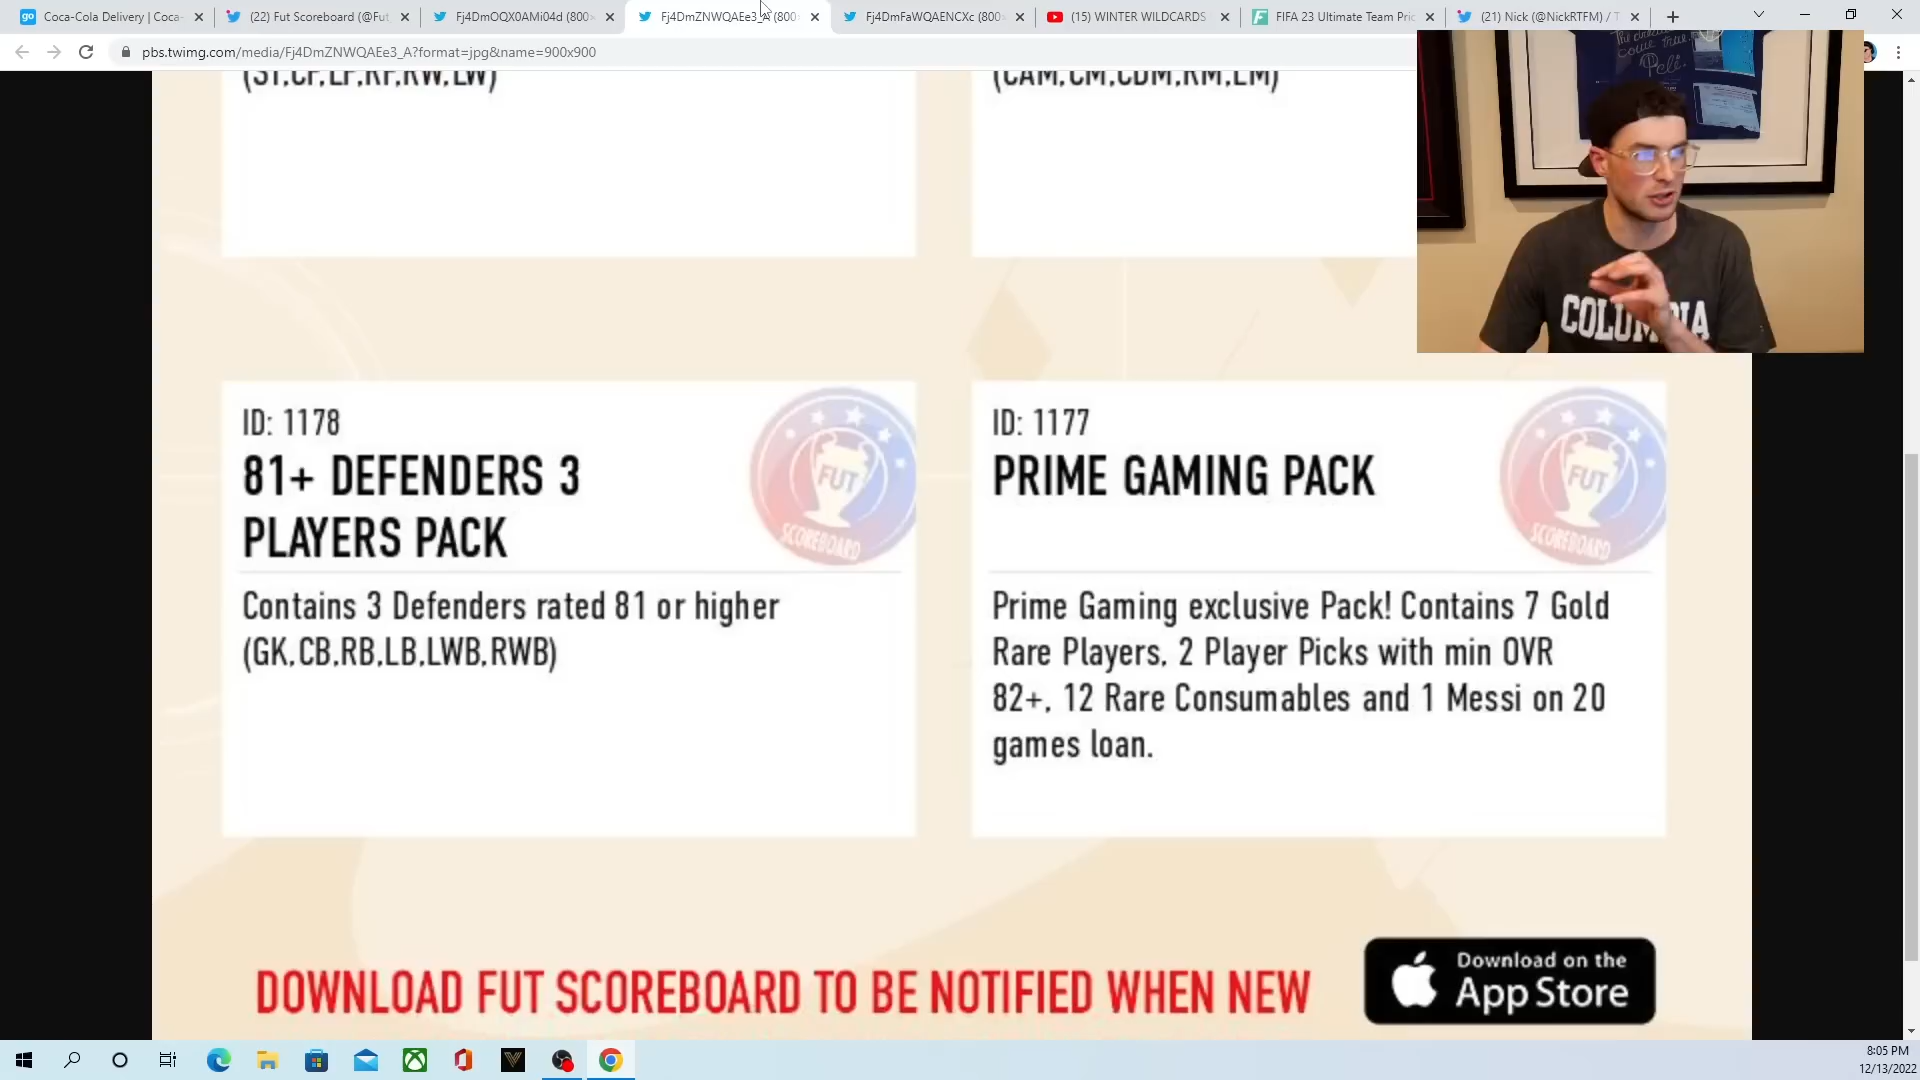 Coca-Cola Delivery | Coca-
(22) Fut Scoreboard (@Fut
Fj4DmOQX0AMi04d (800×
Fj4DmZNWQAEe3_A (800
Fj4DmFaWQAENCXc (800
(15) WINTER WILDCARDS
FIFA 23 Ultimate Team Pric
(21) Nick (@NickRTFM) / T
pbs.twimg.com/media/Fj4DmZNWQAEe3_A?format=jpg&name=900x900
(ST,CF,LF,RF,RW,LW)
(CAM,CM,CDM,RM,LM)
COLUMBIA
ID: 1178
81+ DEFENDERS 3
PLAYERS PACK
FUT
SCOREBOARD
Contains 3 Defenders rated 81 or higher
(GK,CB,RB,LB,LWB,RWB)
ID: 1177
PRIME GAMING PACK
FUT
SCOREBOARD
Prime Gaming exclusive Pack! Contains 7 Gold
Rare Players, 2 Player Picks with min OVR
82+, 12 Rare Consumables and 1 Messi on 20
games loan.
DOWNLOAD FUT SCOREBOARD TO BE NOTIFIED WHEN NEW
Download on the
App Store
8:05 PM
12/13/2022